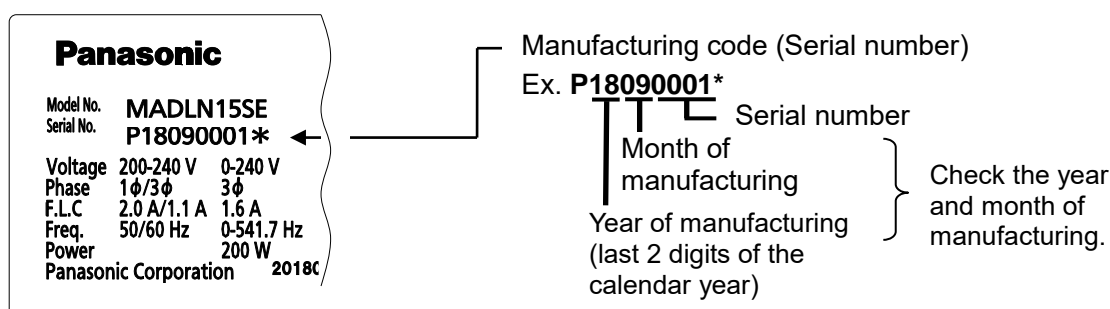 Panasonic
Model No. MADLN15SE
Serial No. P18090001*
Voltage 200-240 V 0-240 V
Phase 1ϕ/3ϕ 3ϕ
F.L.C 2.0 A/1.1 A 1.6 A
Freq. 50/60 Hz 0-541.7 Hz
Power 200 W
Panasonic Corporation 20180
Manufacturing code (Serial number)
Ex. P18090001*
Serial number
Month of
manufacturing
Year of manufacturing
(last 2 digits of the
calendar year)
Check the year
and month of
manufacturing.